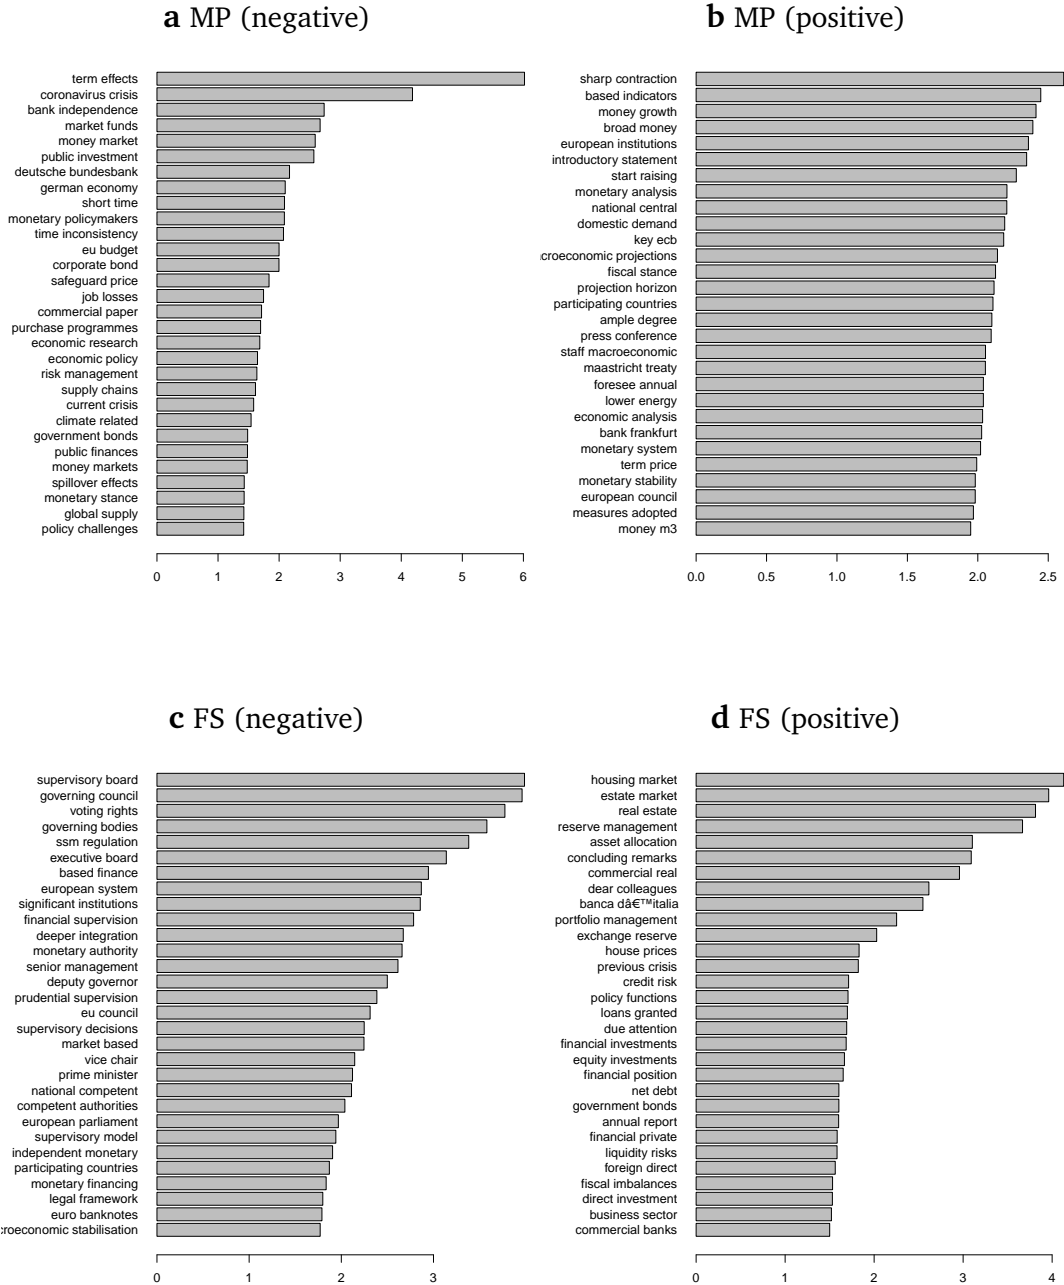 a MP (negative)
term effects
coronavirus crisis
bank independence
market funds
money market
public investment
deutsche bundesbank
german economy
short time
monetary policymakers
time inconsistency
eu budget
corporate bond
safeguard price
job losses
commercial paper
purchase programmes
economic research
economic policy
risk management
supply chains
current crisis
climate related
government bonds
public finances
money markets
spillover effects
monetary stance
global supply
policy challenges
0 1 2 3 4 5 6
b MP (positive)
sharp contraction
based indicators
money growth
broad money
european institutions
introductory statement
start raising
monetary analysis
national central
domestic demand
key ecb
croeconomic projections
fiscal stance
projection horizon
participating countries
ample degree
press conference
staff macroeconomic
maastricht treaty
foresee annual
lower energy
economic analysis
bank frankfurt
monetary system
term price
monetary stability
european council
measures adopted
money m3
0.0 0.5 1.0 1.5 2.0 2.5
c FS (negative)
supervisory board
governing council
voting rights
governing bodies
ssm regulation
executive board
based finance
european system
significant institutions
financial supervision
deeper integration
monetary authority
senior management
deputy governor
prudential supervision
eu council
supervisory decisions
market based
vice chair
prime minister
national competent
competent authorities
european parliament
supervisory model
independent monetary
participating countries
monetary financing
legal framework
euro banknotes
croeconomic stabilisation
0 1 2 3
d FS (positive)
housing market
estate market
real estate
reserve management
asset allocation
concluding remarks
commercial real
dear colleagues
banca dâ€™italia
portfolio management
exchange reserve
house prices
previous crisis
credit risk
policy functions
loans granted
due attention
financial investments
equity investments
financial position
net debt
government bonds
annual report
financial private
liquidity risks
foreign direct
fiscal imbalances
direct investment
business sector
commercial banks
0 1 2 3 4